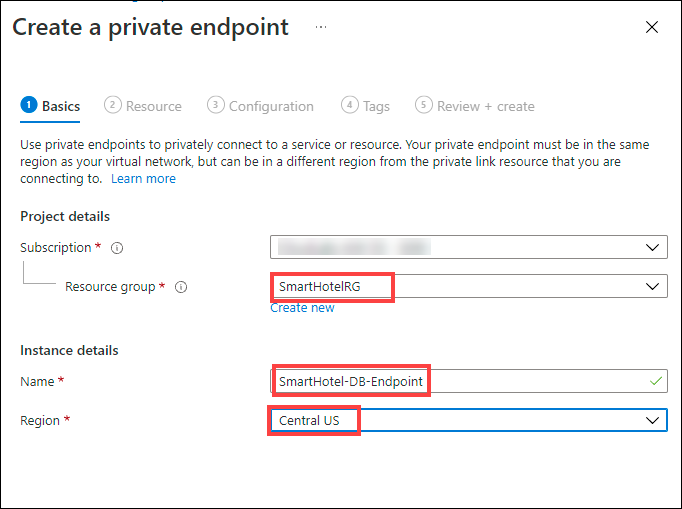 Create a private endpoint ...
1 Basics 2 Resource 3 Configuration 4 Tags 5 Review + create
Use private endpoints to privately connect to a service or resource. Your private endpoint must be in the same
region as your virtual network, but can be in a different region from the private link resource that you are
connecting to. Learn more
Project details
Subscription *
Resource group * SmartHotelRG
Create new
Instance details
Name * SmartHotel-DB-Endpoint
Region * Central US